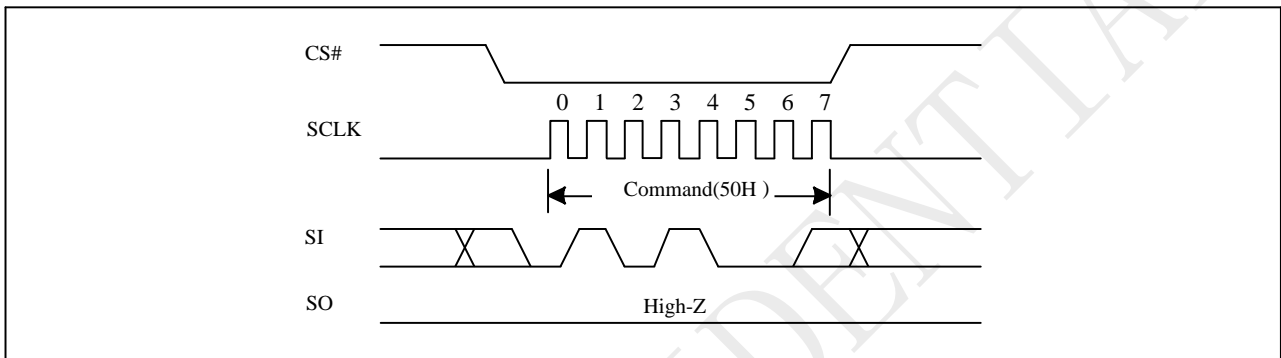 CS#
0 1 2 3 4 5 6 7
SCLK
Command(50H )
SI
SO High-Z